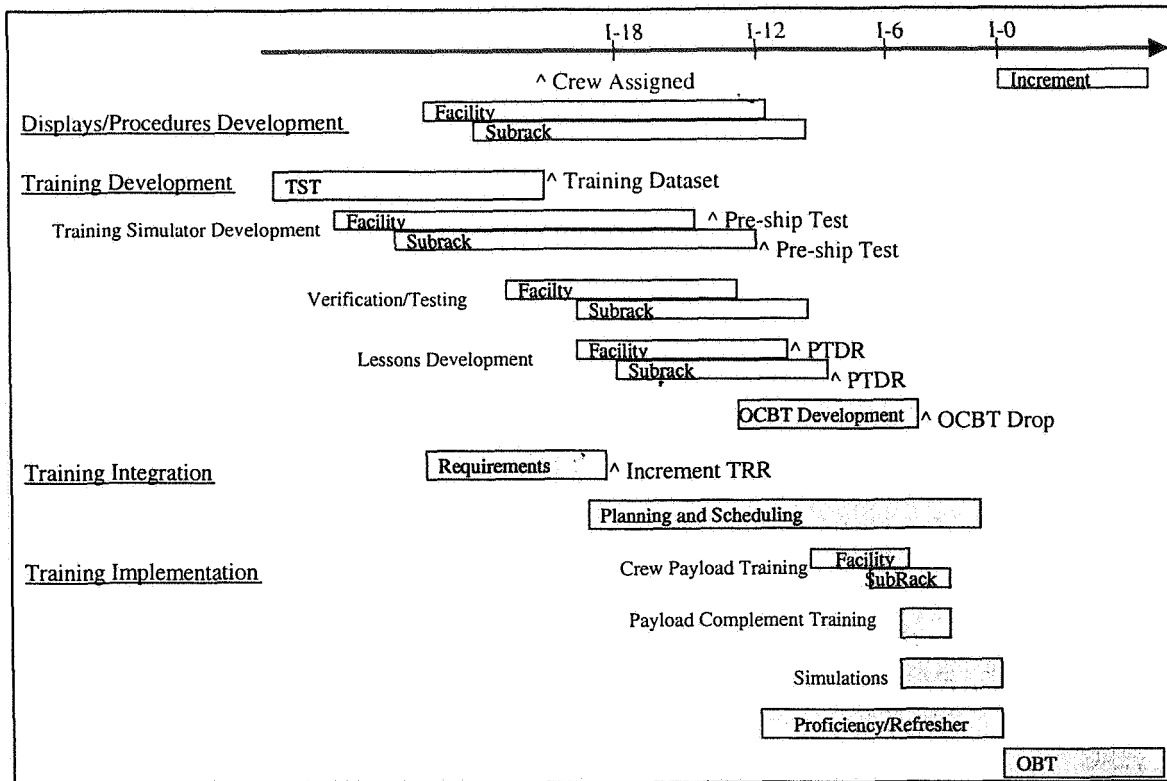 I-18 I-12 I-6 I-0
^ Crew Assigned Increment
Facility
Displays/Procedures Development
Subrack
Training Development TST ^ Training Dataset
Training Simulator Development Facility ^ Pre-ship Test
Subrack ^ Pre-ship Test
Verification/Testing Facilty
Subrack
Lessons Development Facility ^ PTDR
Subrack ^ PTDR
OCBT Development ^ OCBT Drop
Training Integration Requirements ^ Increment TRR
Planning and Scheduling
Training Implementation Crew Payload Training Facility
SubRack
Payload Complement Training
Simulations
Proficiency/Refresher
OBT